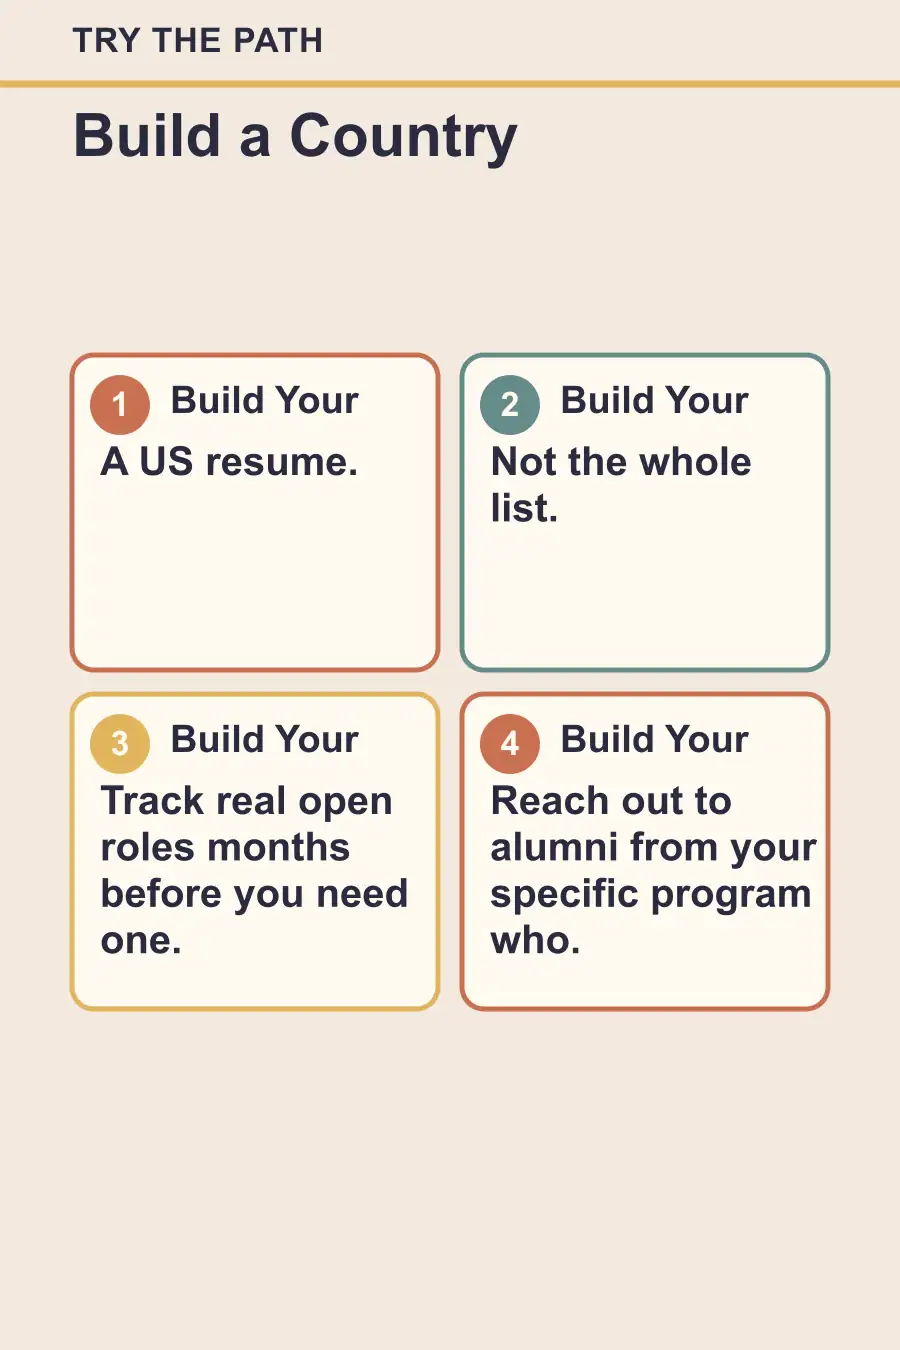 TRY THE PATH
Build a Country
1 Build Your
A US resume.
2 Build Your
Not the whole
list.
3 Build Your
Track real open
roles months
before you need
one.
4 Build Your
Reach out to
alumni from your
specific program
who.